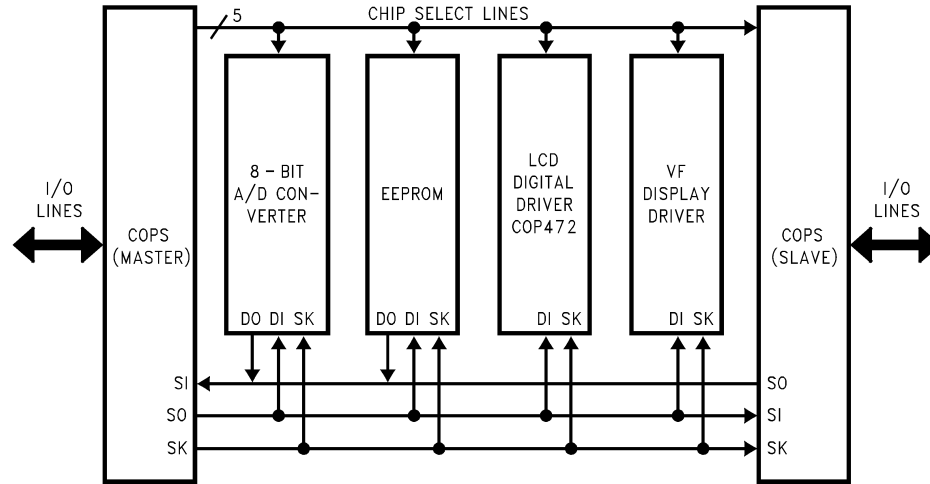 5
CHIP SELECT LINES
I/O
LINES
COPS
(MASTER)
8-BIT
A/D CON-
VERTER
EEPROM
LCD
DIGITAL
DRIVER
COP472
VF
DISPLAY
DRIVER
COPS
(SLAVE)
I/O
LINES
DO DI SK
DO DI SK
DI SK
DI SK
SI
SO
SO
SI
SK
SK